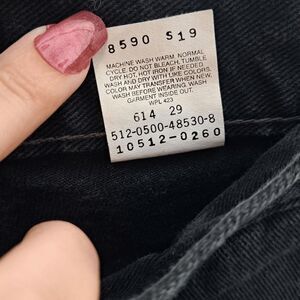 8590 S19
MACHINE WASH WARM, NORMAL
CYCLE. DO NOT BLEACH. TUMBLE
DRY HOT. HOT IRON IF NEEDED.
WASH AND DRY WITH LIKE COLORS.
COLOR MAY TRANSFER WHEN NEW,
WASH BEFORE WEARING. WASH
GARMENT INSIDE OUT.
WPL 423
614 29
512-0500-48530-8
10512-0260